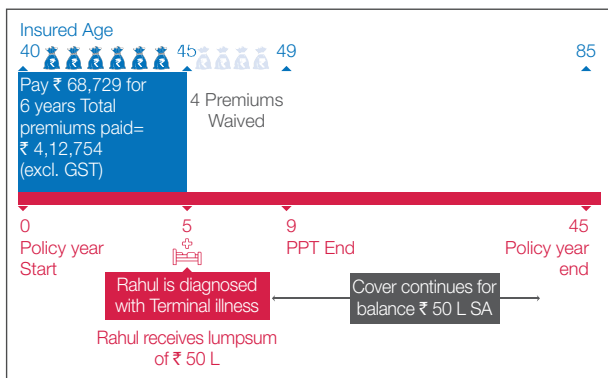 Insured Age
40 45 49 85
Pay ₹ 68,729 for
6 years Total
premiums paid=
₹ 4,12,754
(excl. GST)
4 Premiums
Waived
0 5 9 45
Policy year
Start
PPT End
Policy year
end
Rahul is diagnosed
with Terminal illness
Cover continues for
balance ₹ 50 L SA
Rahul receives lumpsum
of ₹ 50 L